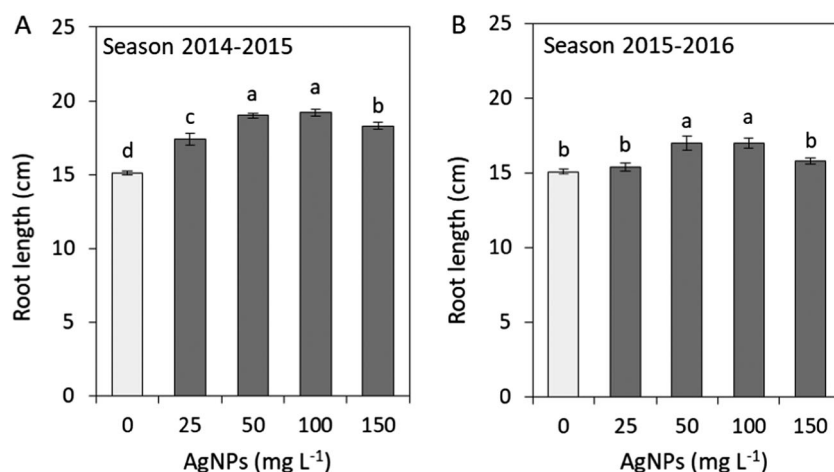 A
Season 2014-2015
Root length (cm)
25
20
15
10
5
0
d
c
a
a
b
0 25 50 100 150
AgNPs (mg L⁻¹)
B
Season 2015-2016
Root length (cm)
25
20
15
10
5
0
b
b
a
a
b
0 25 50 100 150
AgNPs (mg L⁻¹)